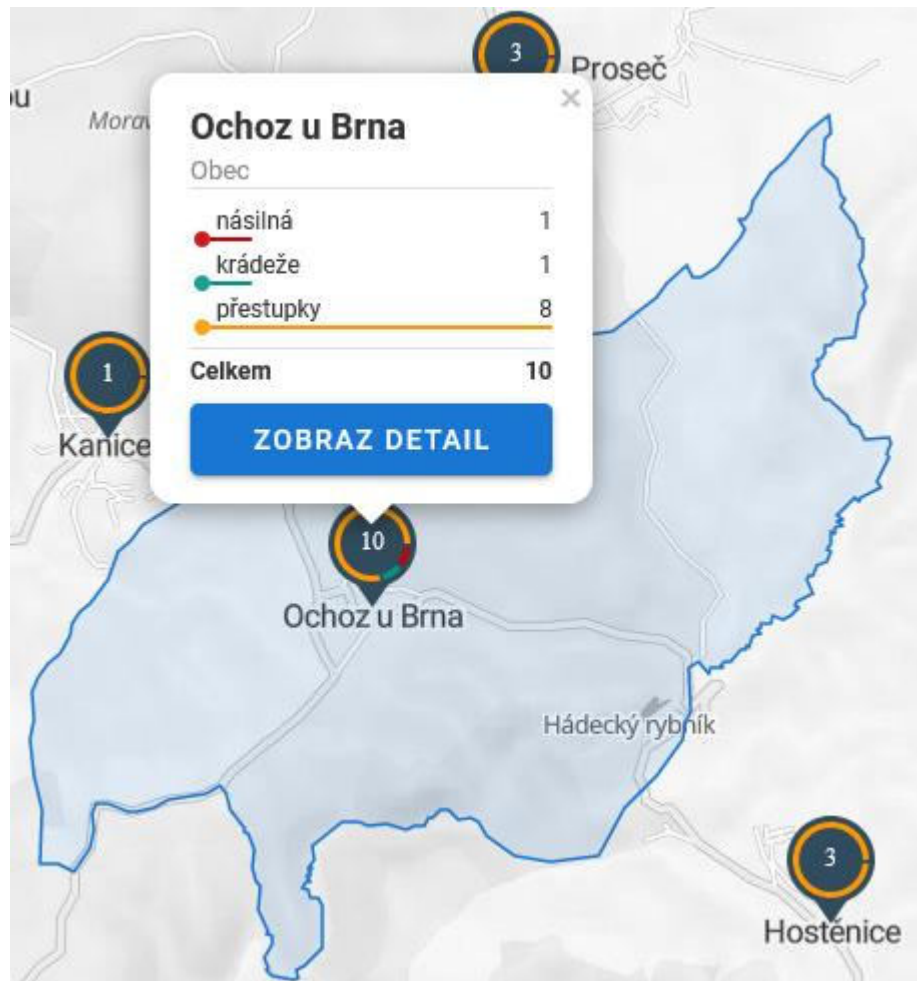 3
Proseč
Ochoz u Brna
Obec
násilná 1
krádeže 1
přestupky 8
Celkem 10
ZOBRAZ DETAIL
1
Kanice
10
Ochoz u Brna
Hádecký rybník
3
Hostěnice